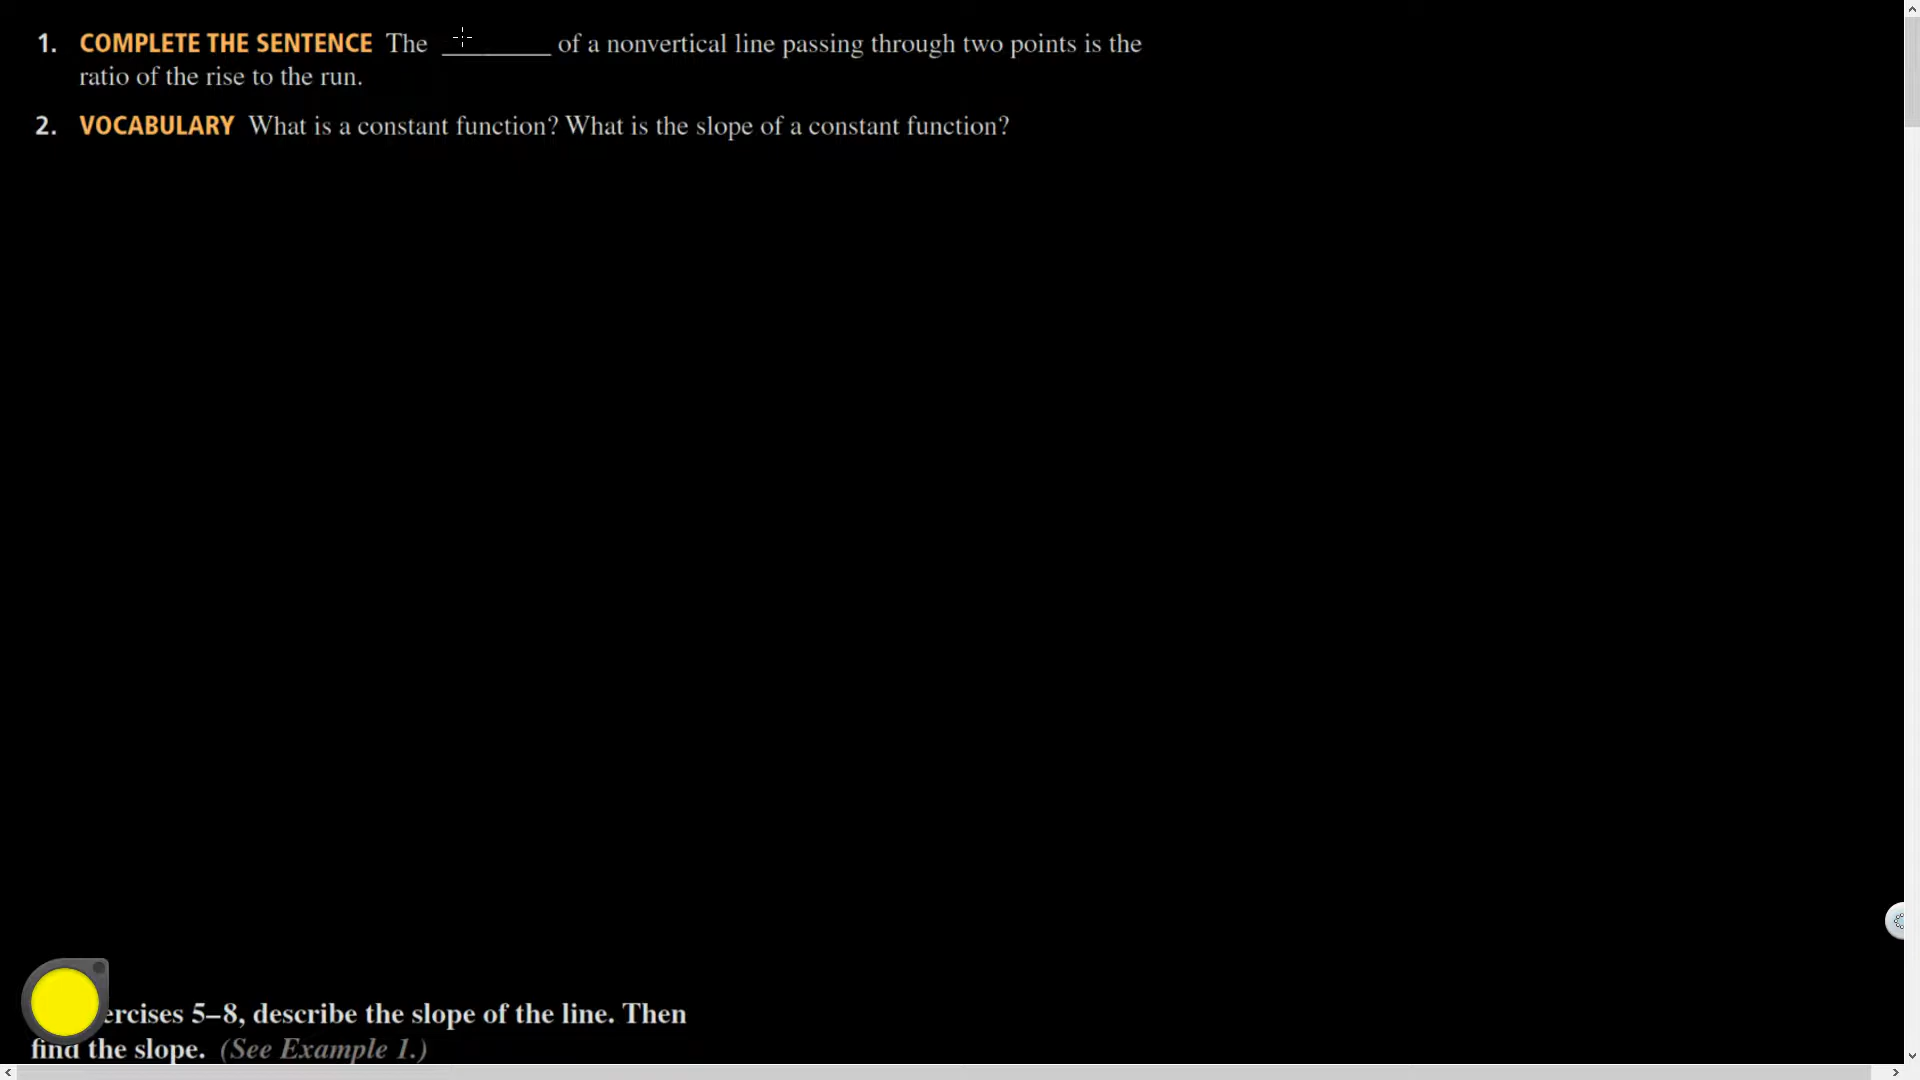 1. COMPLETE THE SENTENCE The ________ of a nonvertical line passing through two points is the
ratio of the rise to the run.
2. VOCABULARY What is a constant function? What is the slope of a constant function?
5–8, describe the slope of the line. Then
find the slope. (See Example 1.)